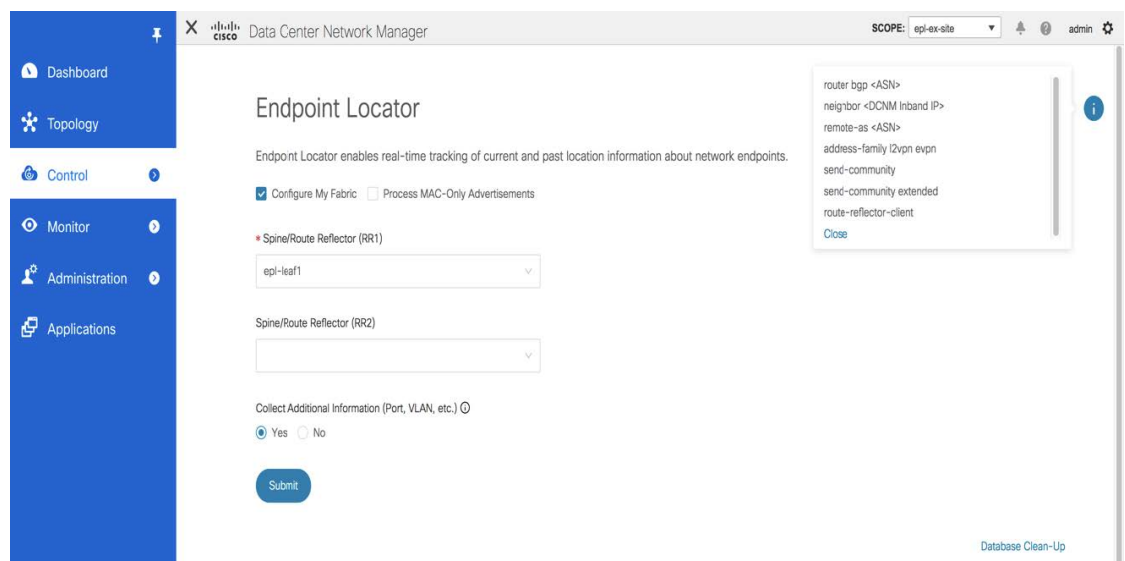 cisco Data Center Network Manager
SCOPE: epl-ex-site
admin
Dashboard
Topology
Control
Monitor
Administration
Applications
Endpoint Locator
Endpoint Locator enables real-time tracking of current and past location information about network endpoints.
Configure My Fabric Process MAC-Only Advertisements
* Spine/Route Reflector (RR1)
epl-leaf1
Spine/Route Reflector (RR2)
Collect Additional Information (Port, VLAN, etc.)
Yes No
Submit
router bgp <ASN>
neighbor <DCNM Inband IP>
remote-as <ASN>
address-family l2vpn evpn
send-community
send-community extended
route-reflector-client
Close
Database Clean-Up